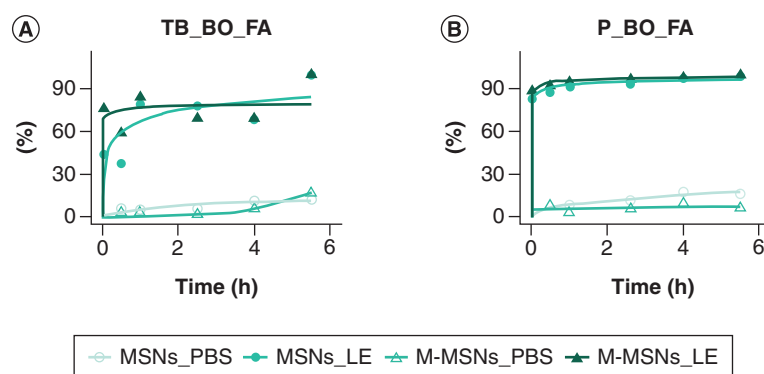 A TB_BO_FA
B P_BO_FA
90
60
30
0
(%)
0 2 4 6
Time (h)
90
60
30
0
(%)
0 2 4 6
Time (h)
MSNs_PBS MSNs_LE M-MSNs_PBS M-MSNs_LE